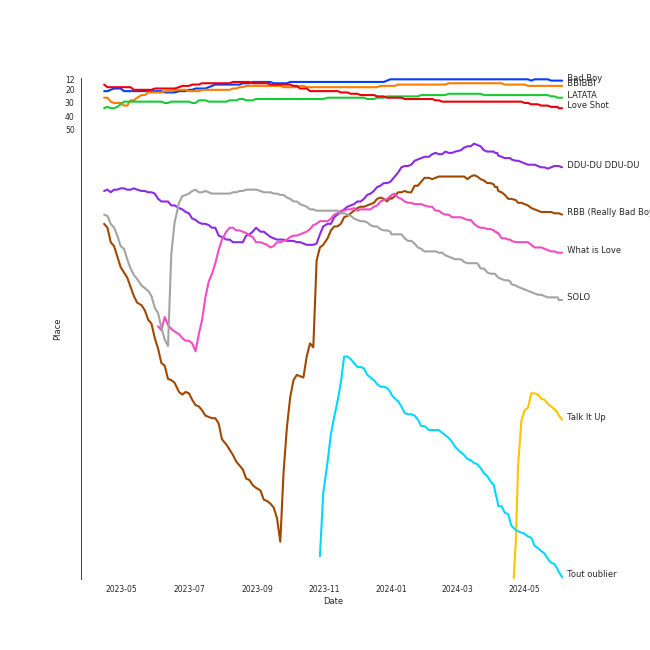 12
20
30
40
50
Place
Bad Boy
BBIBBI
LATATA
Love Shot
DDU-DU DDU-DU
RBB (Really Bad Boy
What is Love
SOLO
Talk It Up
Tout oublier
2023-05
2023-07
2023-09
2023-11
2024-01
2024-03
2024-05
Date